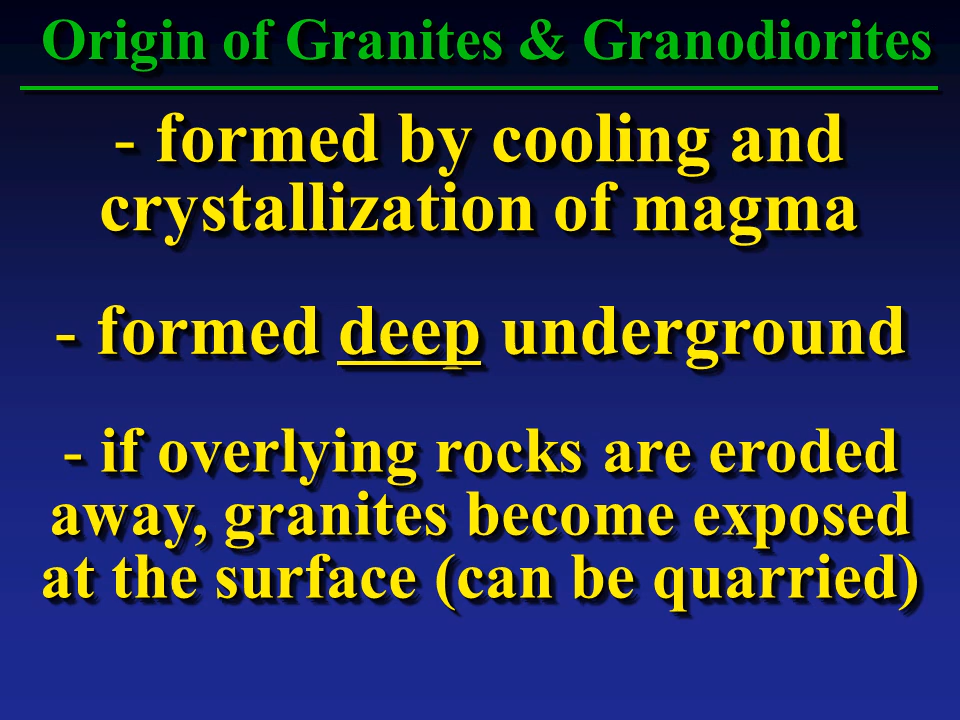 Origin of Granites & Granodiorites
- formed by cooling and
crystallization of magma
- formed deep underground
- if overlying rocks are eroded
away, granites become exposed
at the surface (can be quarried)